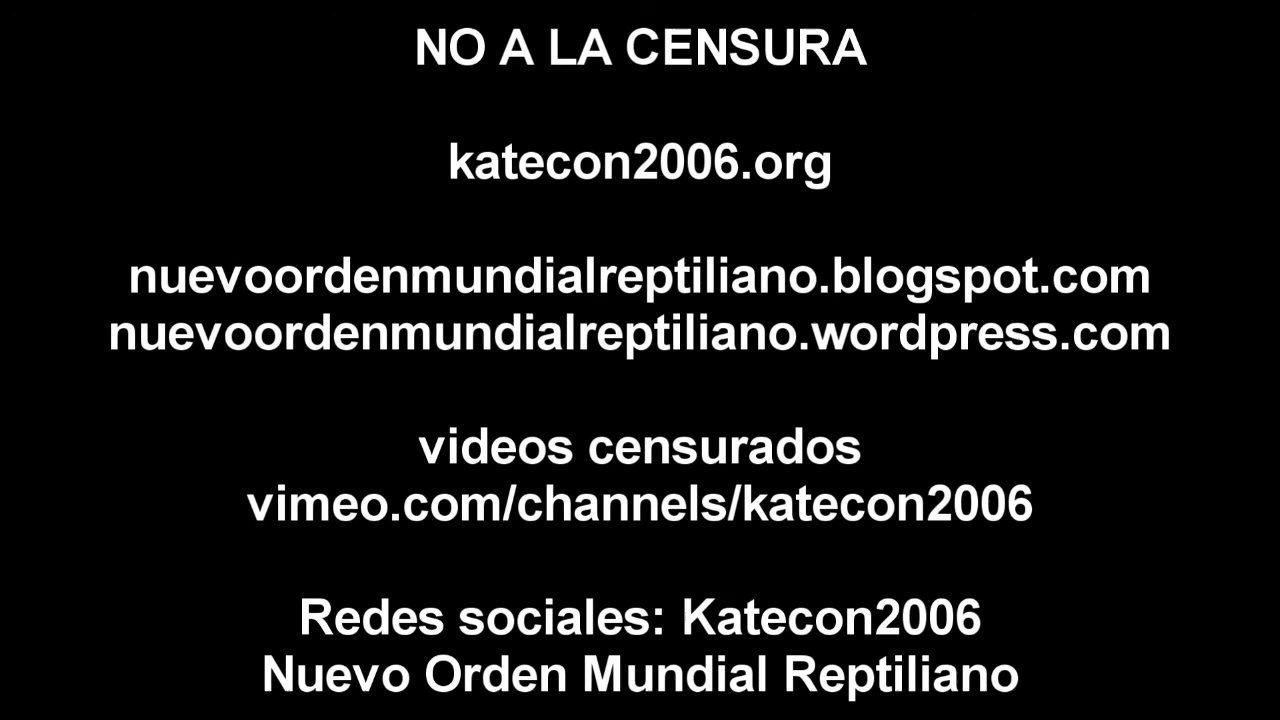 NO A LA CENSURA
katecon2006.org
nuevoordenmundialreptiliano.blogspot.com
nuevoordenmundialreptiliano.wordpress.com
videos censurados
vimeo.com/channels/katecon2006
Redes sociales: Katecon2006
Nuevo Orden Mundial Reptiliano